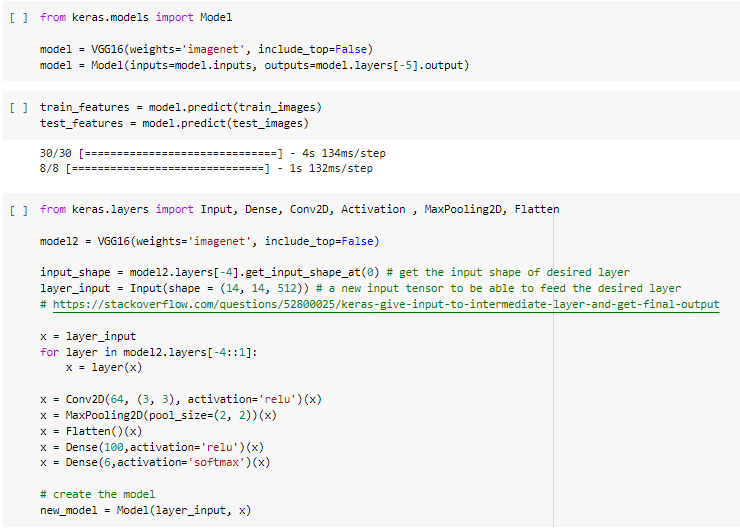 [ ] from keras.models import Model
model = VGG16(weights='imagenet', include_top=False)
model = Model(inputs=model.inputs, outputs=model.layers[-5].output)
[ ] train_features = model.predict(train_images)
test_features = model.predict(test_images)
30/30 [==============================] - 4s 134ms/step
8/8 [==============================] - 1s 132ms/step
[ ] from keras.layers import Input, Dense, Conv2D, Activation , MaxPooling2D, Flatten
model2 = VGG16(weights='imagenet', include_top=False)
input_shape = model2.layers[-4].get_input_shape_at(0) # get the input shape of desired layer
layer_input = Input(shape = (14, 14, 512)) # a new input tensor to be able to feed the desired layer
# https://stackoverflow.com/questions/52800025/keras-give-input-to-intermediate-layer-and-get-final-output
x = layer_input
for layer in model2.layers[-4::1]:
    x = layer(x)
x = Conv2D(64, (3, 3), activation='relu')(x)
x = MaxPooling2D(pool_size=(2, 2))(x)
x = Flatten()(x)
x = Dense(100,activation='relu')(x)
x = Dense(6,activation='softmax')(x)
# create the model
new_model = Model(layer_input, x)